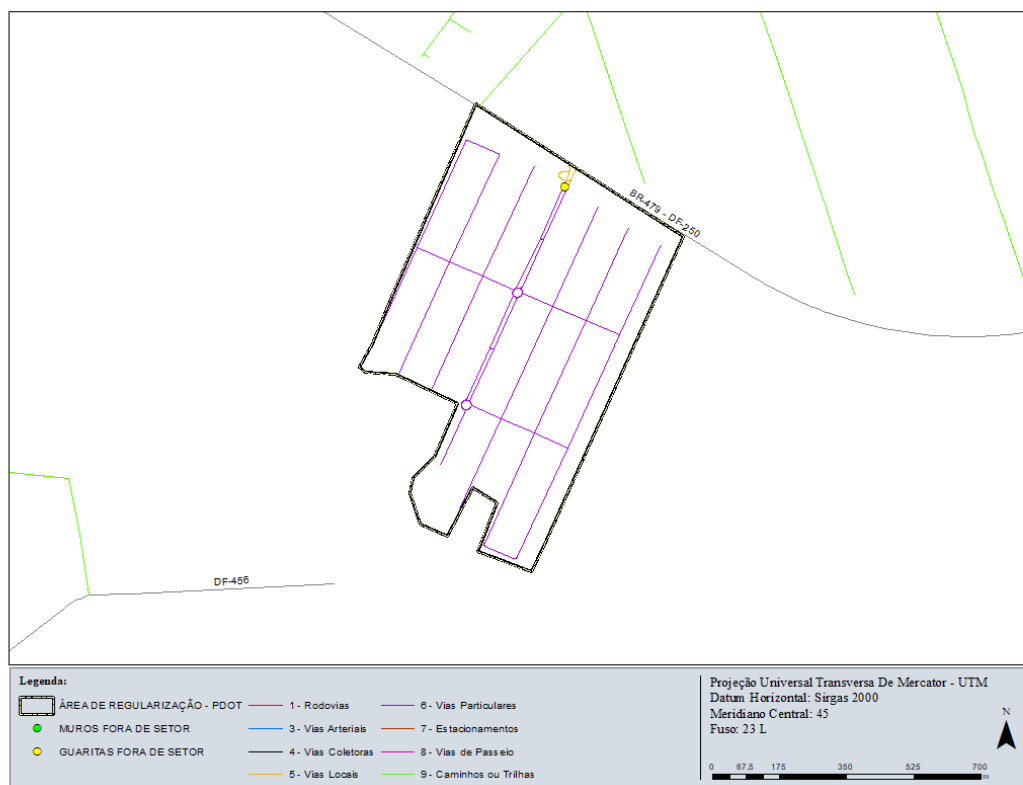 BR-479 - DF-250
DF-456
Legenda:
ÁREA DE REGULARIZAÇÃO - PDOT
MUROS FORA DE SETOR
GUARITAS FORA DE SETOR
1 - Rodovias
3 - Vias Arteriais
4 - Vias Coletoras
5 - Vias Locais
6 - Vias Particulares
7 - Estacionamentos
8 - Vias de Passeio
9 - Caminhos ou Trilhas
Projeção Universal Transversa De Mercator - UTM
Datum Horizontal: Sirgas 2000
Meridiano Central: 45
Fuso: 23 L
N
0 87,5 175 350 525 700
m